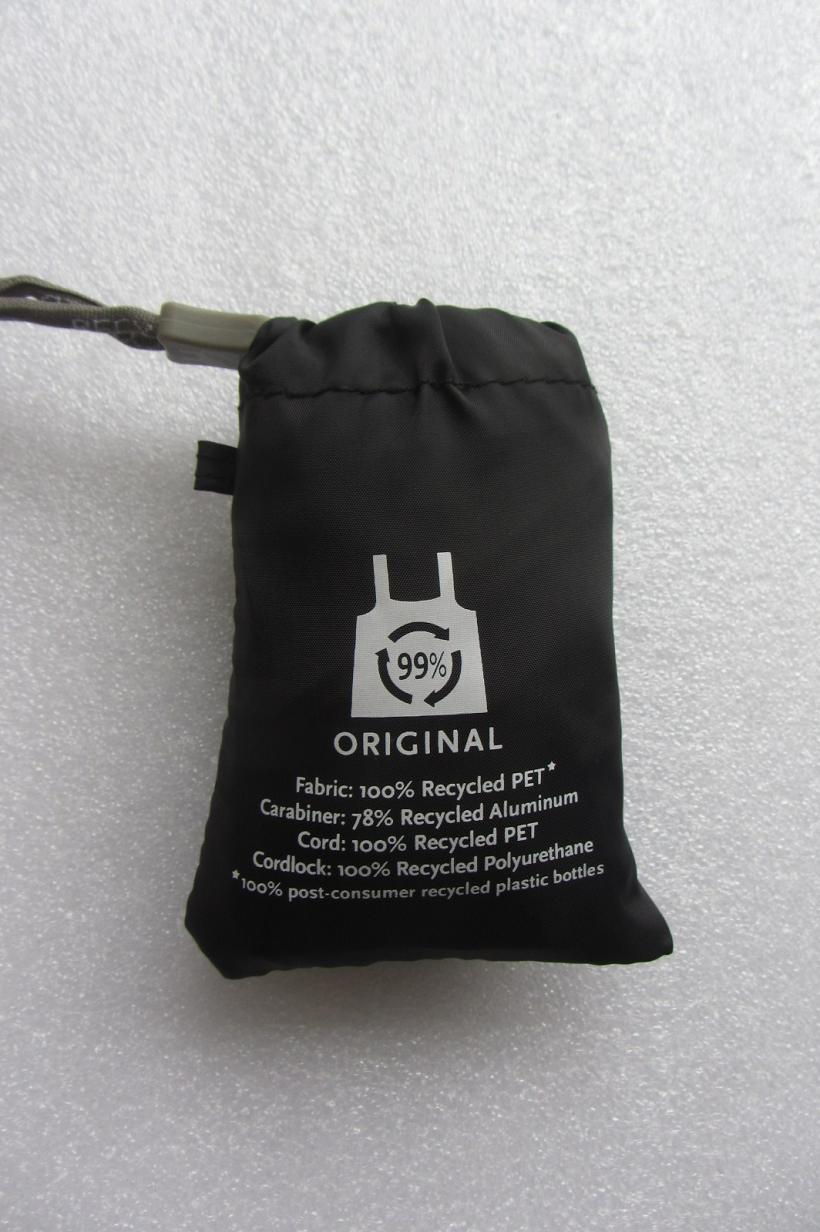 99%
ORIGINAL
Fabric: 100% Recycled PET*
Carabiner: 78% Recycled Aluminum
Cord: 100% Recycled PET
Cordlock: 100% Recycled Polyurethane
*100% post-consumer recycled plastic bottles